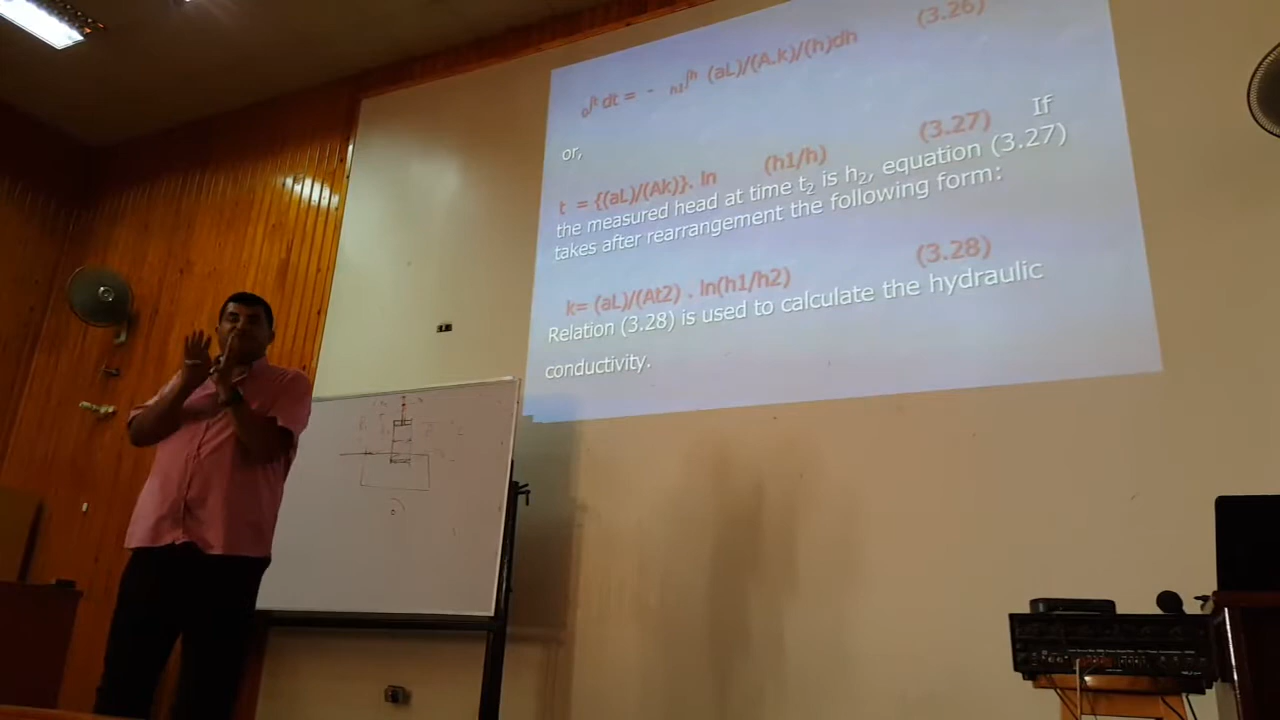 (3.26)
₀∫ᵗ dt = - ₕ₁∫ʰ (aL)/(A.k)/(h)dh
or,
t = {(aL)/(Ak)}. ln (h1/h) (3.27) If
the measured head at time t₂ is h₂, equation (3.27)
takes after rearrangement the following form:
k= (aL)/(At2) . ln(h1/h2) (3.28)
Relation (3.28) is used to calculate the hydraulic
conductivity.